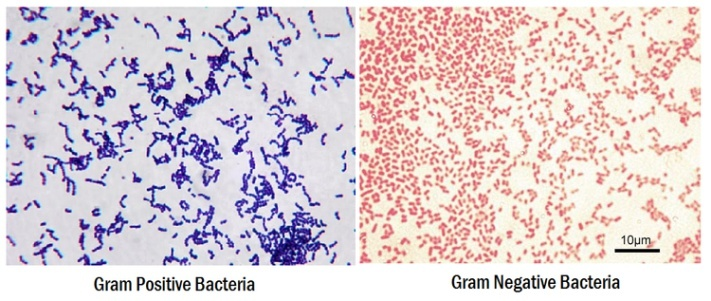 10µm
Gram Positive Bacteria
Gram Negative Bacteria